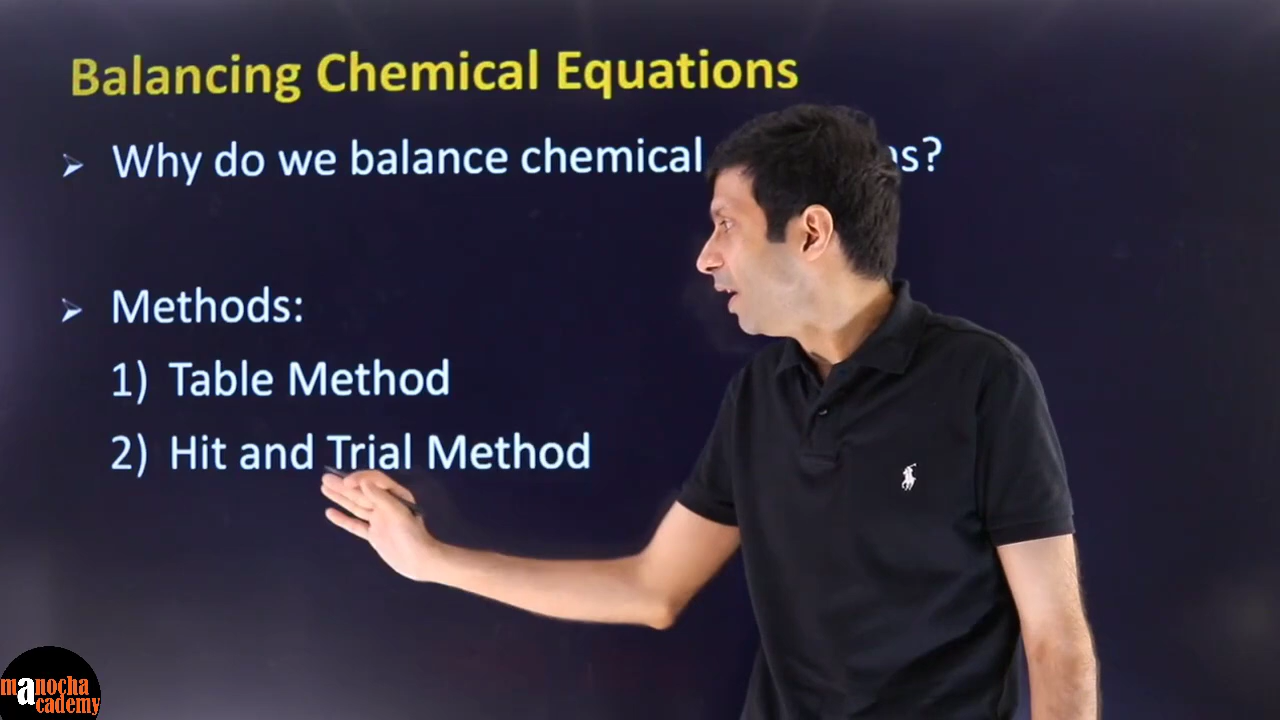 Balancing Chemical Equations
Why do we balance chemical
Methods:
1) Table Method
2) Hit and Trial Method
manocha
academy